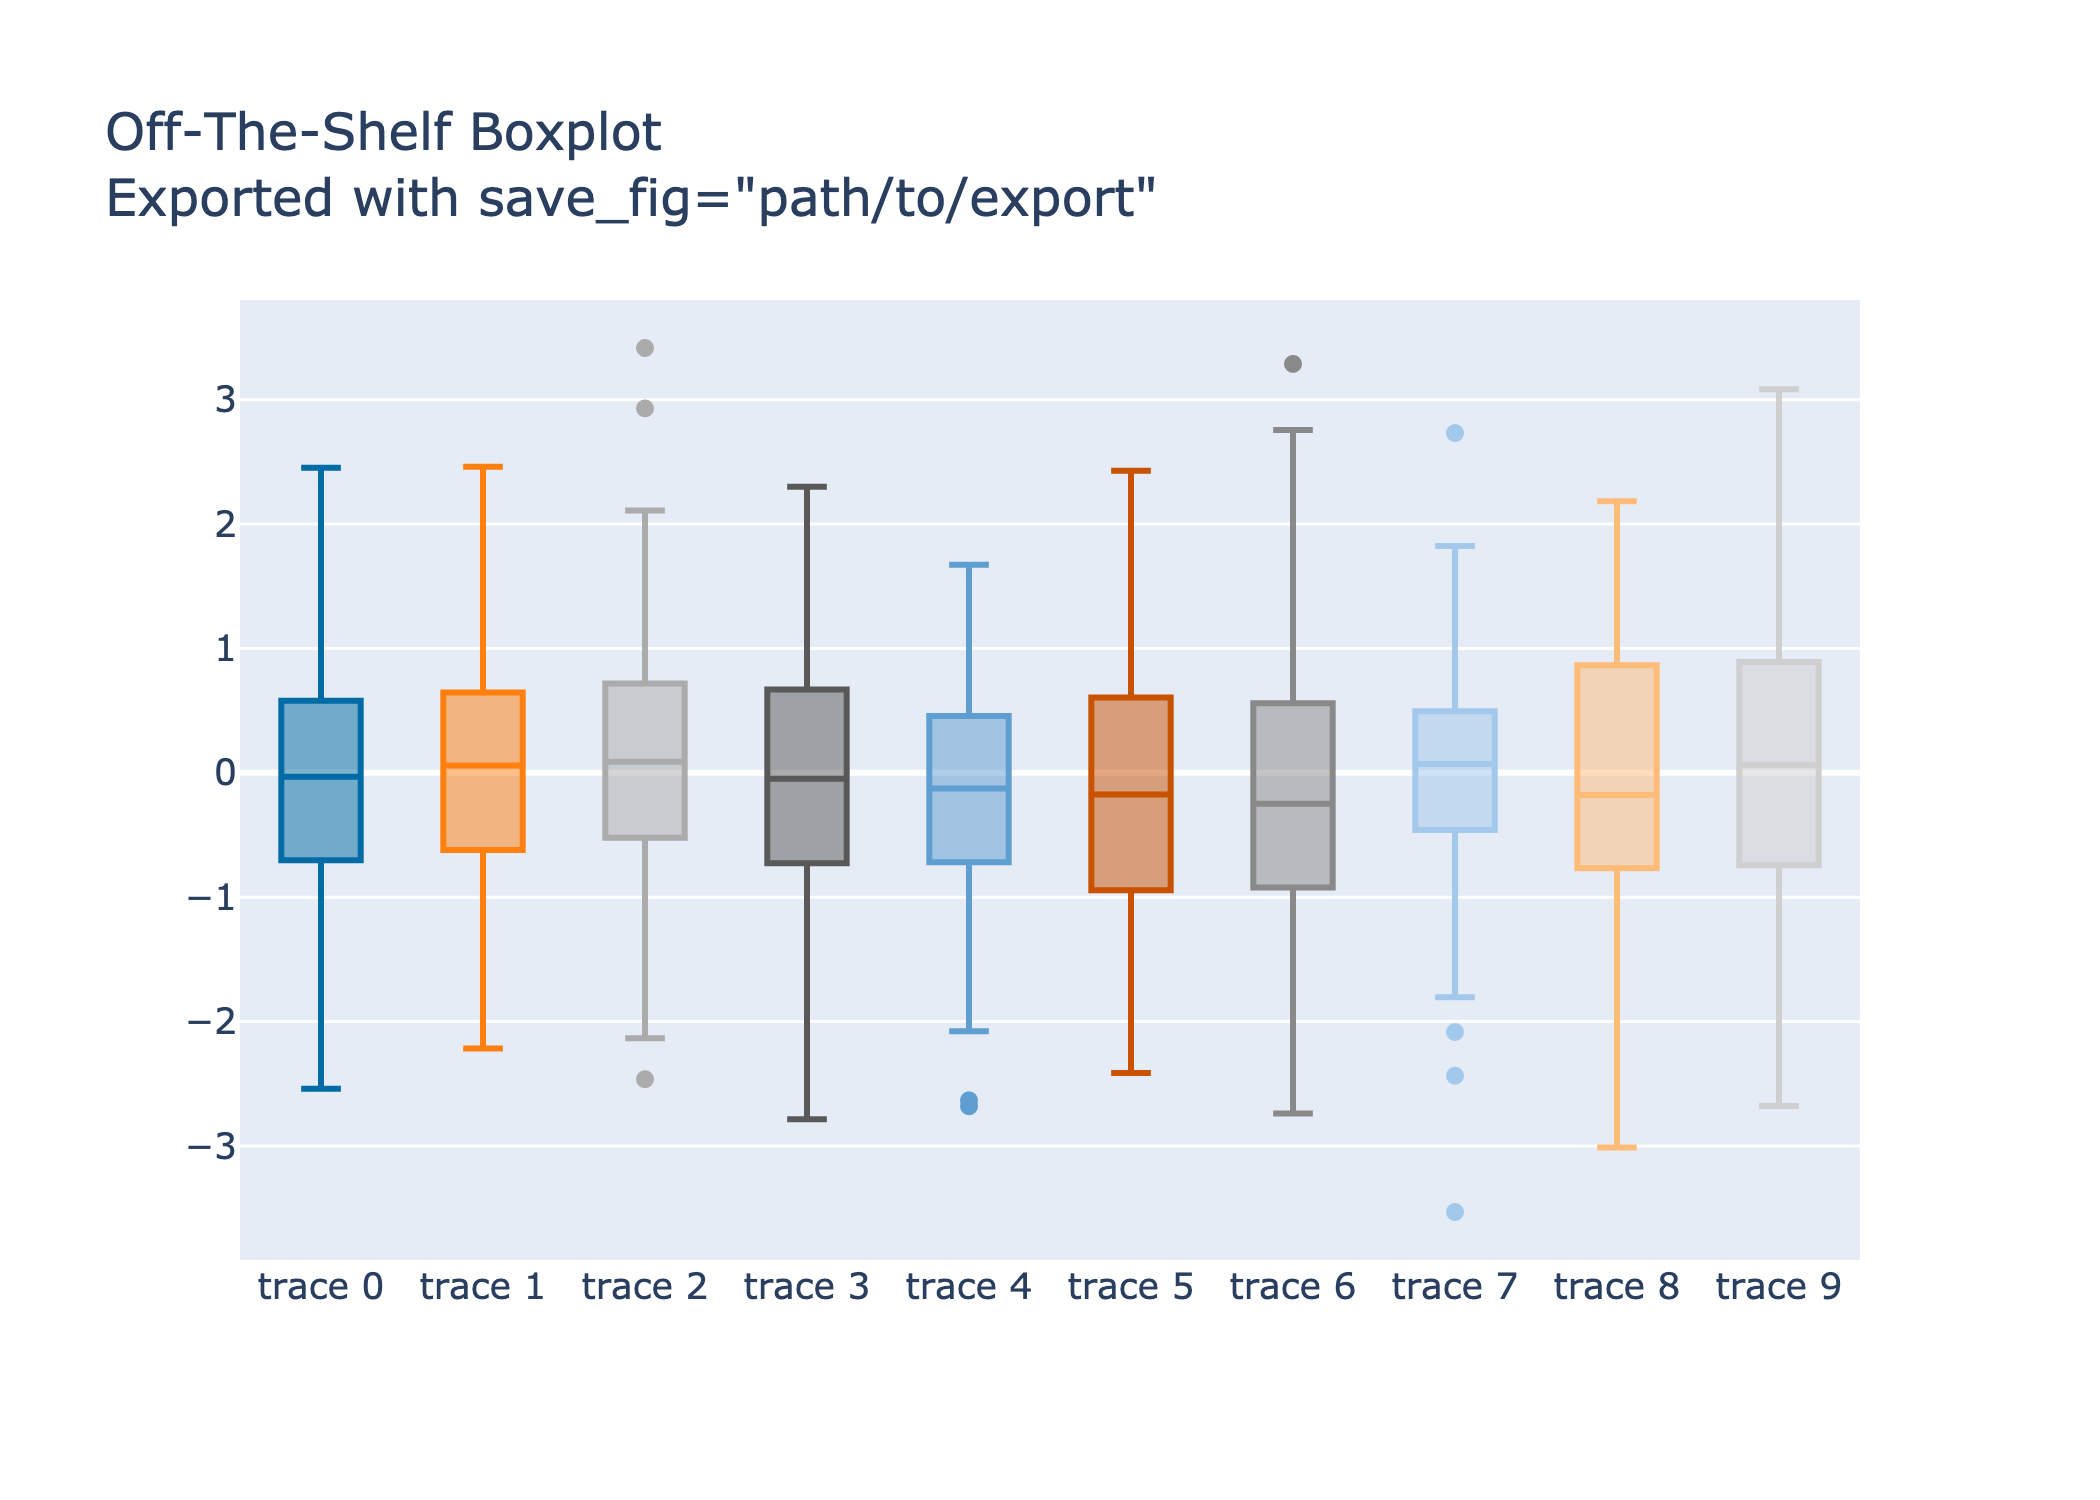 Off-The-Shelf Boxplot
Exported with save_fig="path/to/export"
3
2
1
0
−1
−2
−3
trace 0 trace 1 trace 2 trace 3 trace 4 trace 5 trace 6 trace 7 trace 8 trace 9